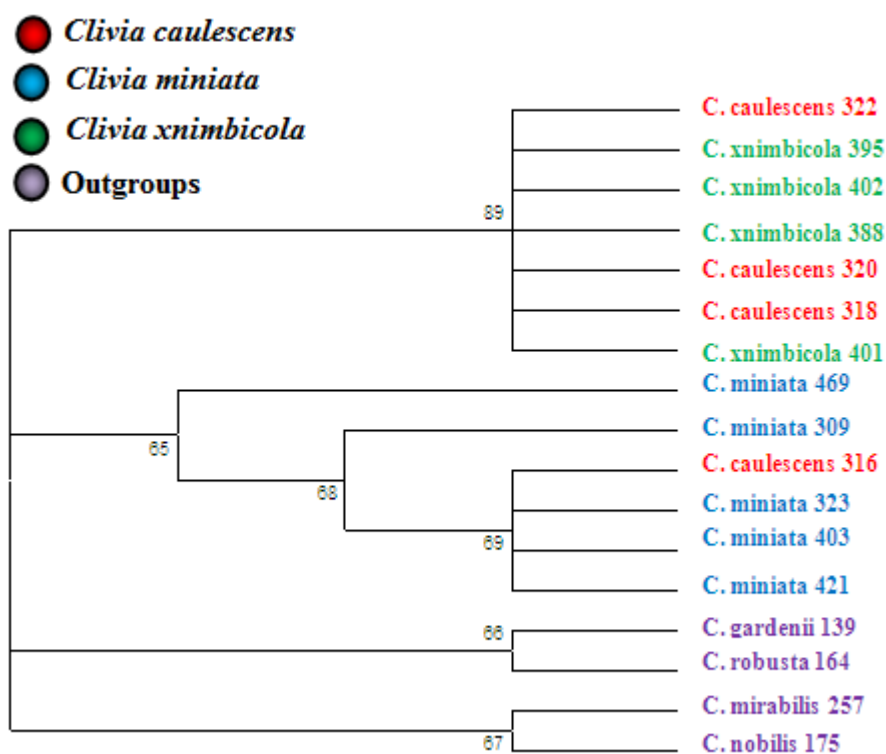 Clivia caulescens
Clivia miniata
Clivia xnimbicola
Outgroups
C. caulescens 322
C. xnimbicola 395
C. xnimbicola 402
89
C. xnimbicola 388
C. caulescens 320
C. caulescens 318
C. xnimbicola 401
C. miniata 469
65
C. miniata 309
C. caulescens 316
68
C. miniata 323
C. miniata 403
69
C. miniata 421
66
C. gardenii 139
C. robusta 164
C. mirabilis 257
67
C. nobilis 175